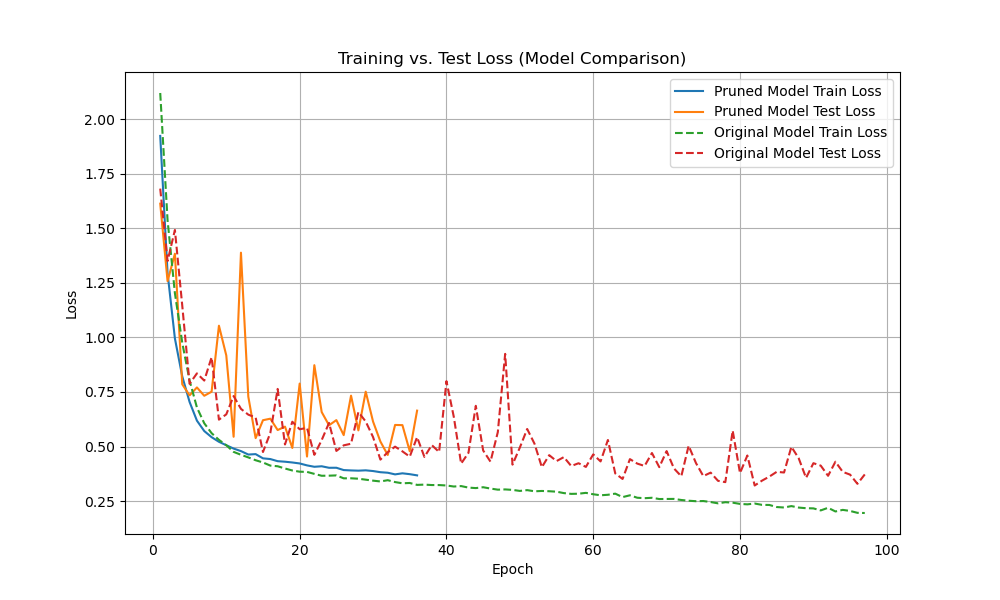 Training vs. Test Loss (Model Comparison)
Pruned Model Train Loss
Pruned Model Test Loss
Original Model Train Loss
Original Model Test Loss
2.00
1.75
1.50
1.25
1.00
0.75
0.50
0.25
Loss
0 20 40 60 80 100
Epoch